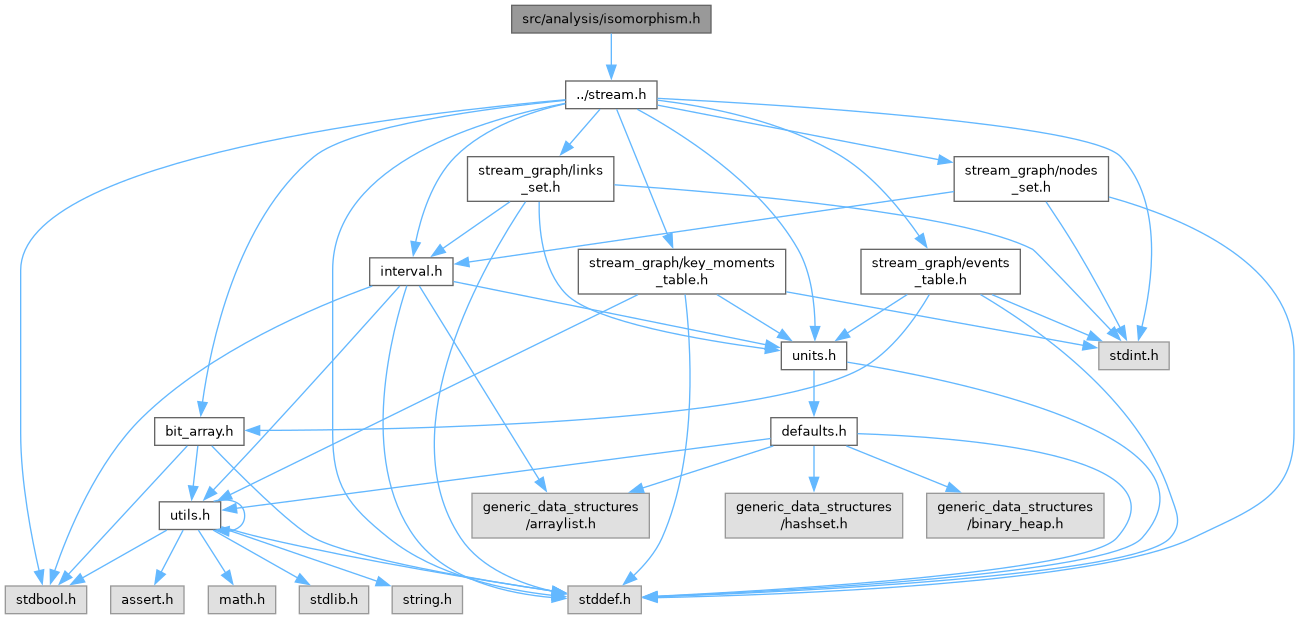 src/analysis/isomorphism.h
../stream.h
stream_graph/links
_set.h
stream_graph/nodes
_set.h
interval.h
stream_graph/key_moments
_table.h
stream_graph/events
_table.h
units.h
stdint.h
bit_array.h
defaults.h
utils.h
generic_data_structures
/arraylist.h
generic_data_structures
/hashset.h
generic_data_structures
/binary_heap.h
stdbool.h
assert.h
math.h
stdlib.h
string.h
stddef.h